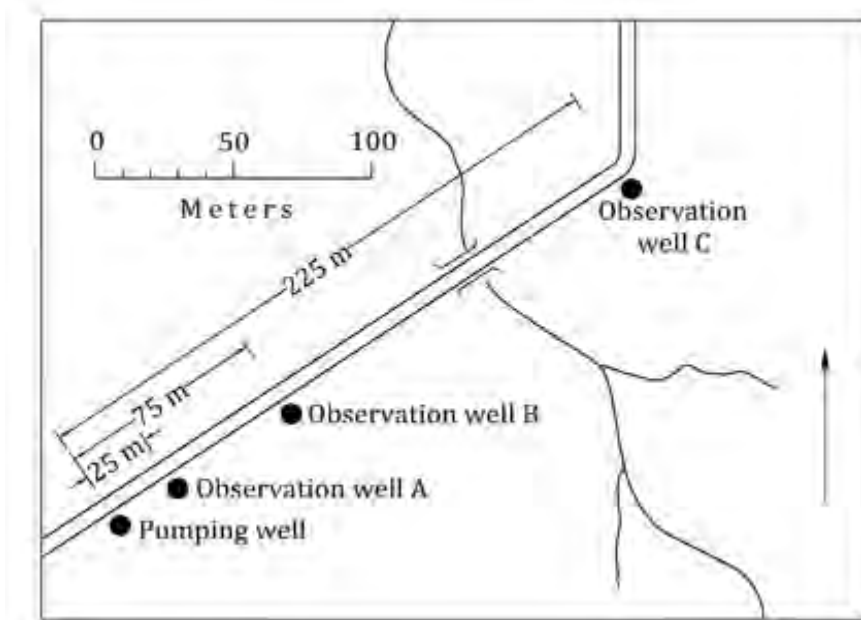 0 50 100
Meters
Observation
well C
225 m
75 m
Observation well B
25 m
Observation well A
Pumping well